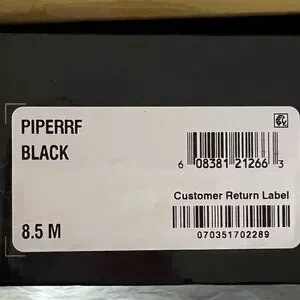 PIPERRF
BLACK
6 08381 21266 3
Customer Return Label
070351702289
8.5 M